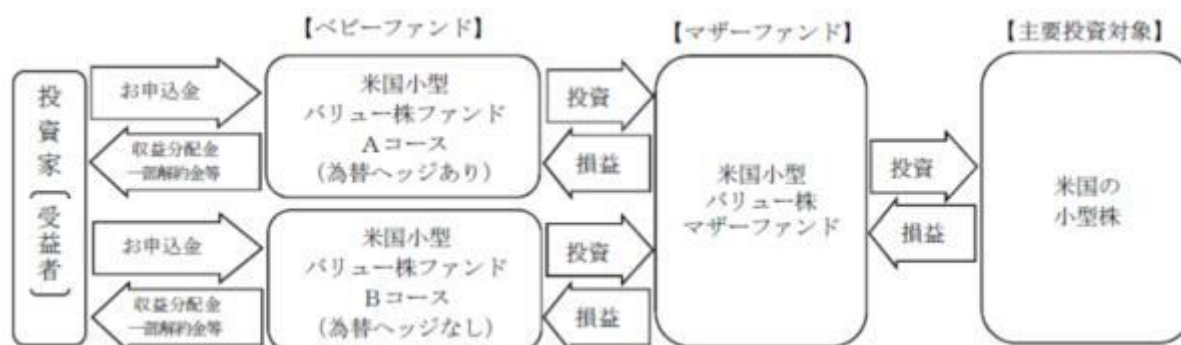 【ベビーファンド】
【マザーファンド】
【主要投資対象】
投資家（受益者）
お申込金
収益分配金
一部解約金等
米国小型
バリュー株ファンド
Aコース
（為替ヘッジあり）
投資
損益
お申込金
収益分配金
一部解約金等
米国小型
バリュー株ファンド
Bコース
（為替ヘッジなし）
投資
損益
米国小型
バリュー株
マザーファンド
投資
損益
米国の
小型株